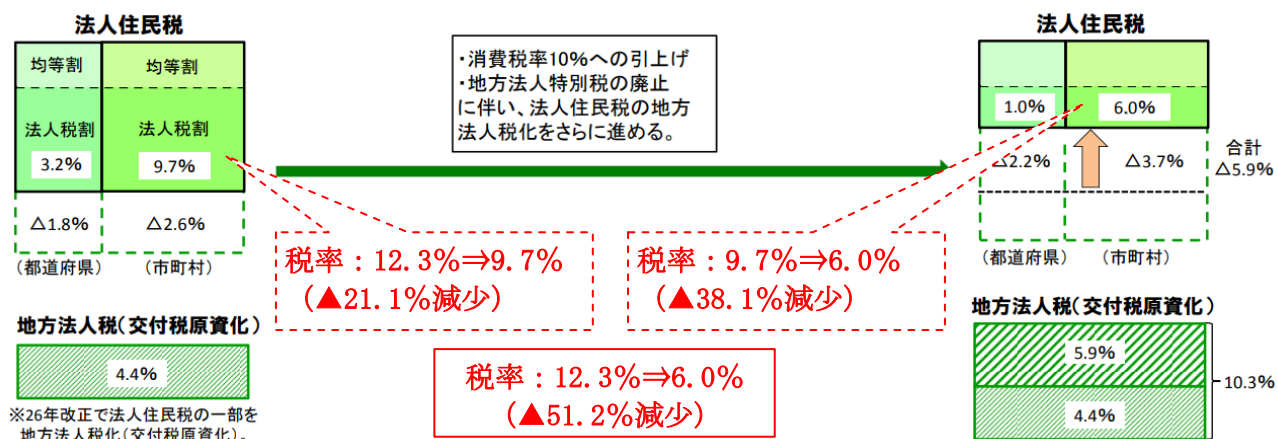 法人住民税
均等割
均等割
法人税割
3.2%
法人税割
9.7%
△1.8%
△2.6%
(都道府県)
(市町村)
地方法人税(交付税原資化)
4.4%
※26年改正で法人住民税の一部を
地方法人税化(交付税原資化)。
・消費税率10%への引上げ
・地方法人特別税の廃止
に伴い、法人住民税の地方
法人税化をさらに進める。
税率：12.3%⇒9.7%
(▲21.1%減少)
税率：9.7%⇒6.0%
(▲38.1%減少)
税率：12.3%⇒6.0%
(▲51.2%減少)
法人住民税
1.0%
6.0%
△2.2%
△3.7%
合計
△5.9%
(都道府県)
(市町村)
地方法人税(交付税原資化)
5.9%
4.4%
10.3%